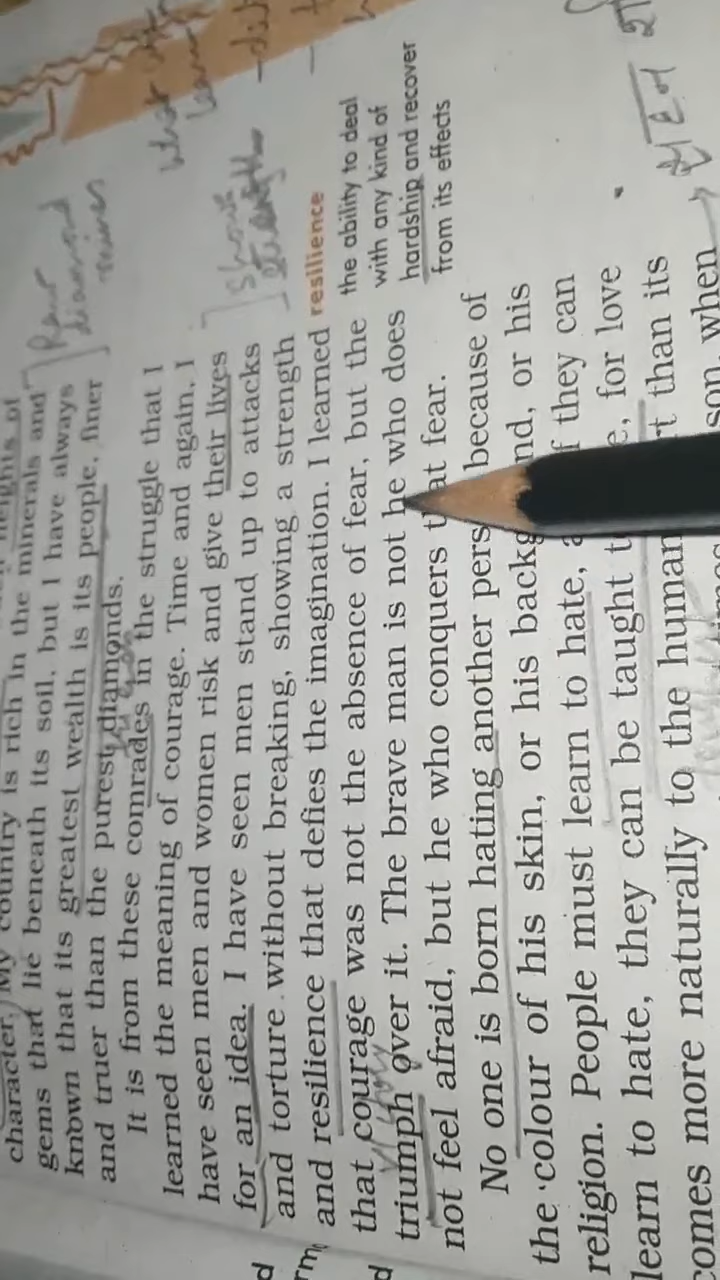 character. My country is rich in the minerals and
gems that lie beneath its soil, but I have always
known that its greatest wealth is its people, finer
and truer than the purest diamonds.
It is from these comrades in the struggle that I
learned the meaning of courage. Time and again, I
have seen men and women risk and give their lives
for an idea. I have seen men stand up to attacks
and torture without breaking, showing a strength
and resilience that defies the imagination. I learned
that courage was not the absence of fear, but the
triumph over it. The brave man is not he who does
not feel afraid, but he who conquers that fear.
No one is born hating another pers because of
the colour of his skin, or his backg nd, or his
religion. People must learn to hate, a f they can
learn to hate, they can be taught t e, for love
comes more naturally to the human rt than its
son, when
resilience
the ability to deal
with any kind of
hardship and recover
from its effects
Rear
diamond
mines
show
strength
victory